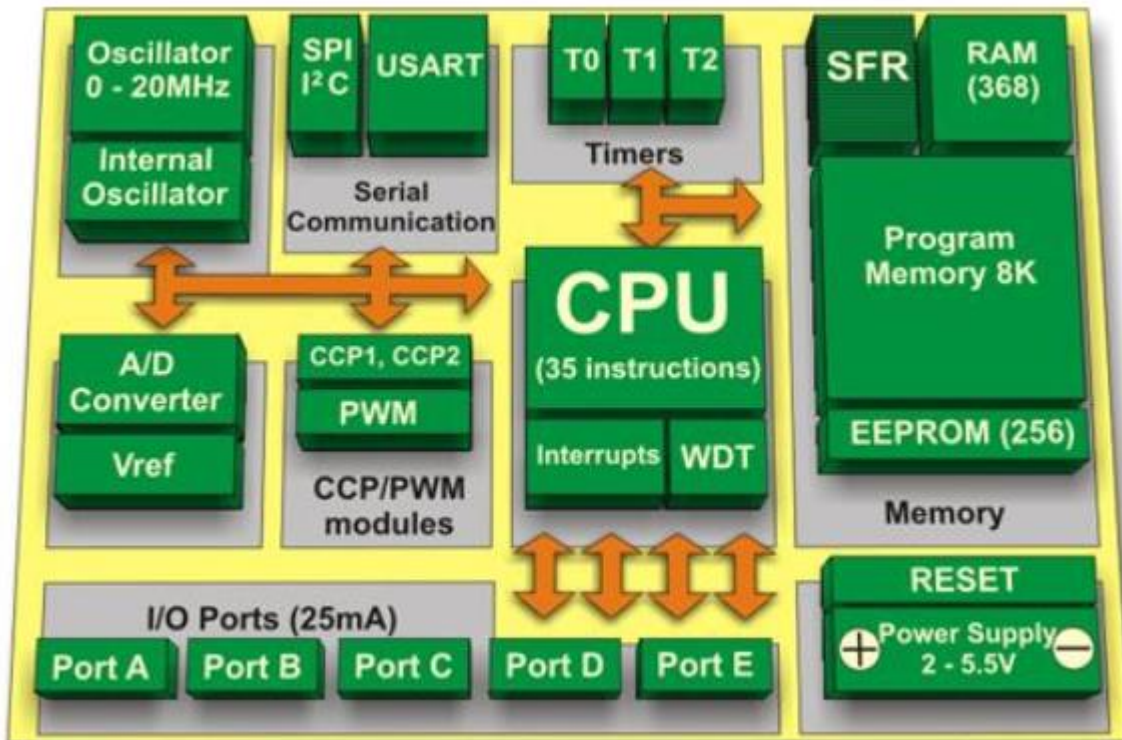 Oscillator
0 - 20MHz
Internal
Oscillator
SPI
I²C
USART
Serial
Communication
T0 T1 T2
Timers
SFR
RAM
(368)
Program
Memory 8K
EEPROM (256)
Memory
CPU
(35 instructions)
Interrupts
WDT
A/D
Converter
Vref
CCP1, CCP2
PWM
CCP/PWM
modules
I/O Ports (25mA)
Port A
Port B
Port C
Port D
Port E
RESET
+ Power Supply −
2 - 5.5V